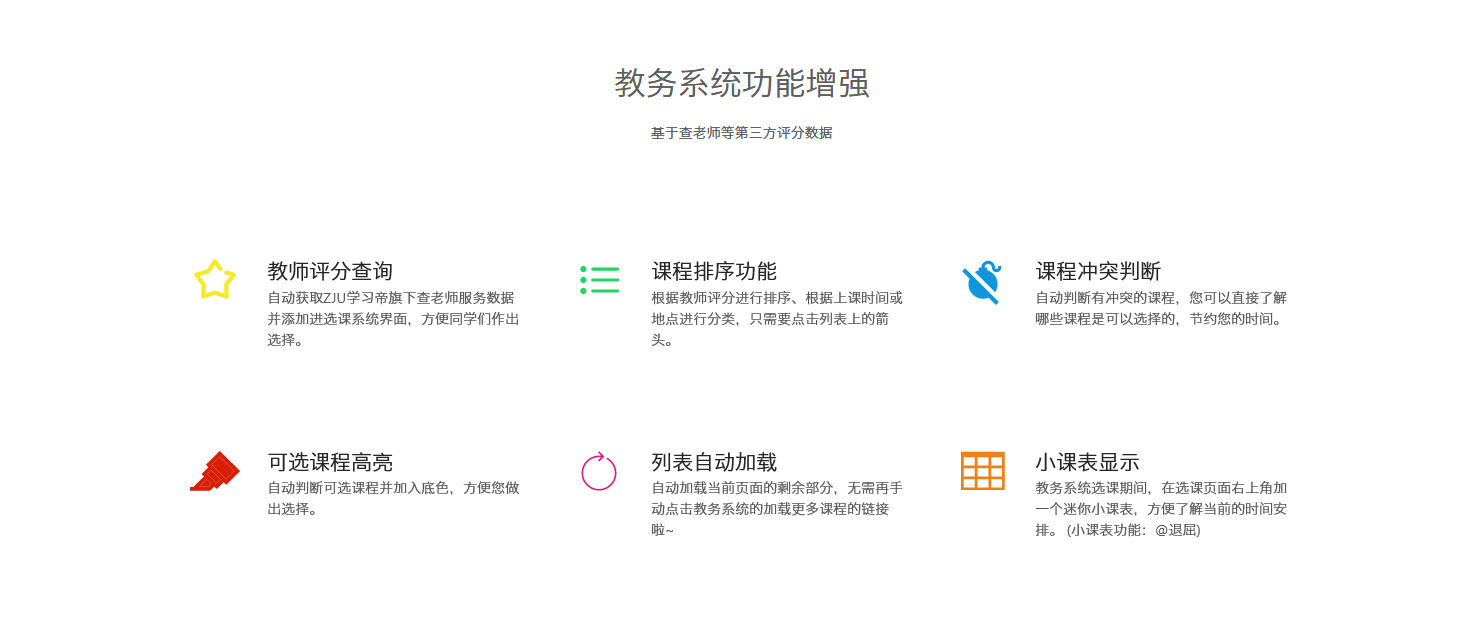 教务系统功能增强
基于查老师等第三方评分数据
教师评分查询
自动获取ZJU学习帝旗下查老师服务数据
并添加进选课系统界面，方便同学们作出
选择。
课程排序功能
根据教师评分进行排序、根据上课时间或
地点进行分类，只需要点击列表上的箭
头。
课程冲突判断
自动判断有冲突的课程，您可以直接了解
哪些课程是可以选择的，节约您的时间。
可选课程高亮
自动判断可选课程并加入底色，方便您做
出选择。
列表自动加载
自动加载当前页面的剩余部分，无需再手
动点击教务系统的加载更多课程的链接
啦~
小课表显示
教务系统选课期间，在选课页面右上角加
一个迷你小课表，方便了解当前的时间安
排。 (小课表功能：@退屈)